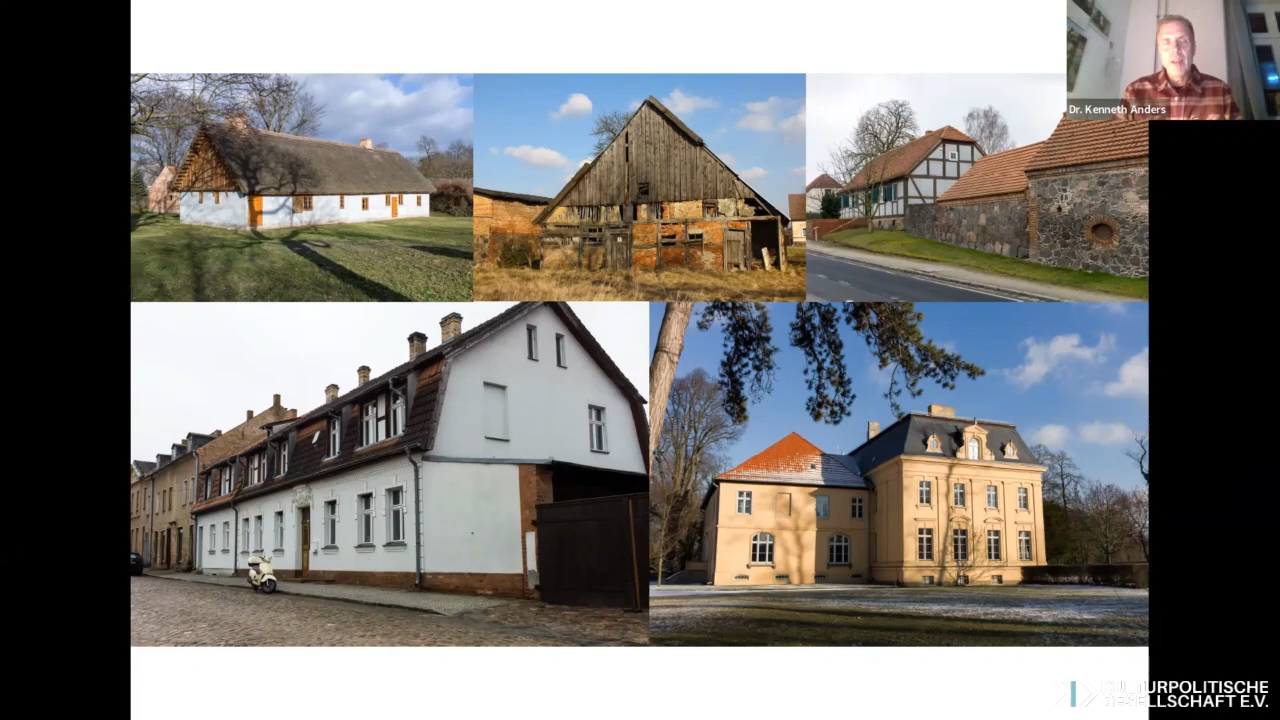 Dr. Kenneth Anders
KULTURPOLITISCHE
GESELLSCHAFT E.V.